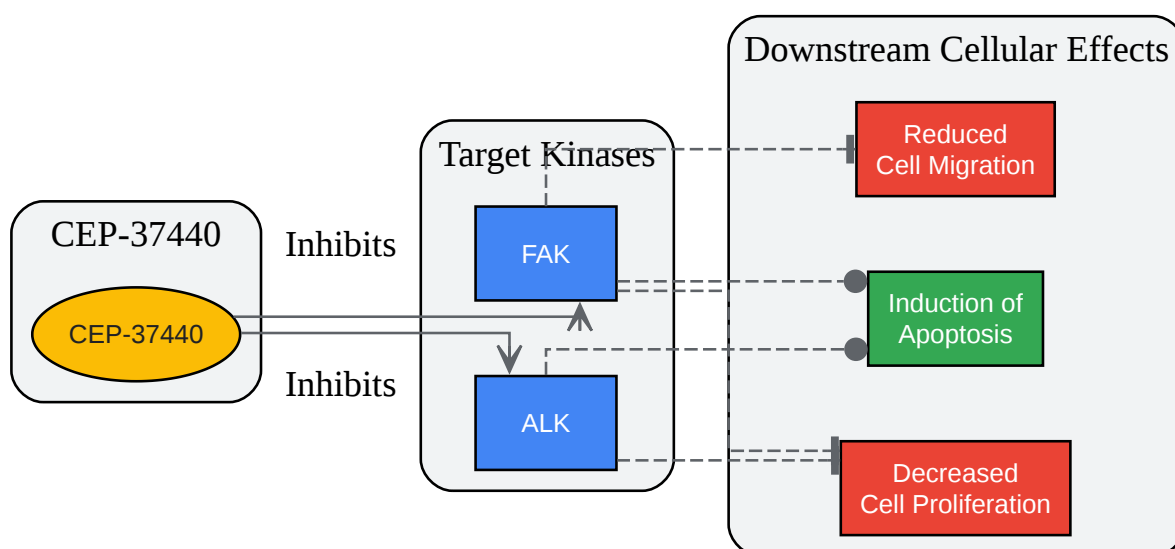 Downstream Cellular Effects
Reduced
Cell Migration
Target Kinases
CEP-37440
Inhibits
FAK
CEP-37440
Induction of
Apoptosis
Inhibits
ALK
Decreased
Cell Proliferation